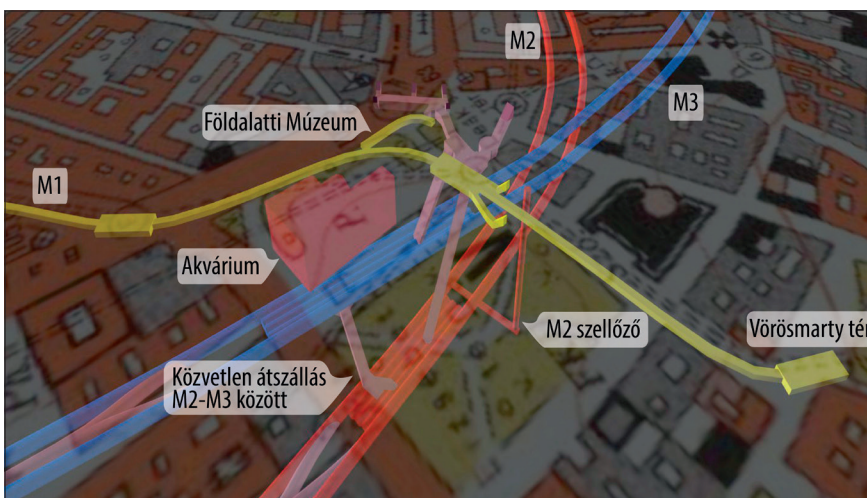 M2
M3
Földalatti Múzeum
M1
Akvárium
M2 szellőző
Vörösmarty tér
Közvetlen átszállás
M2-M3 között